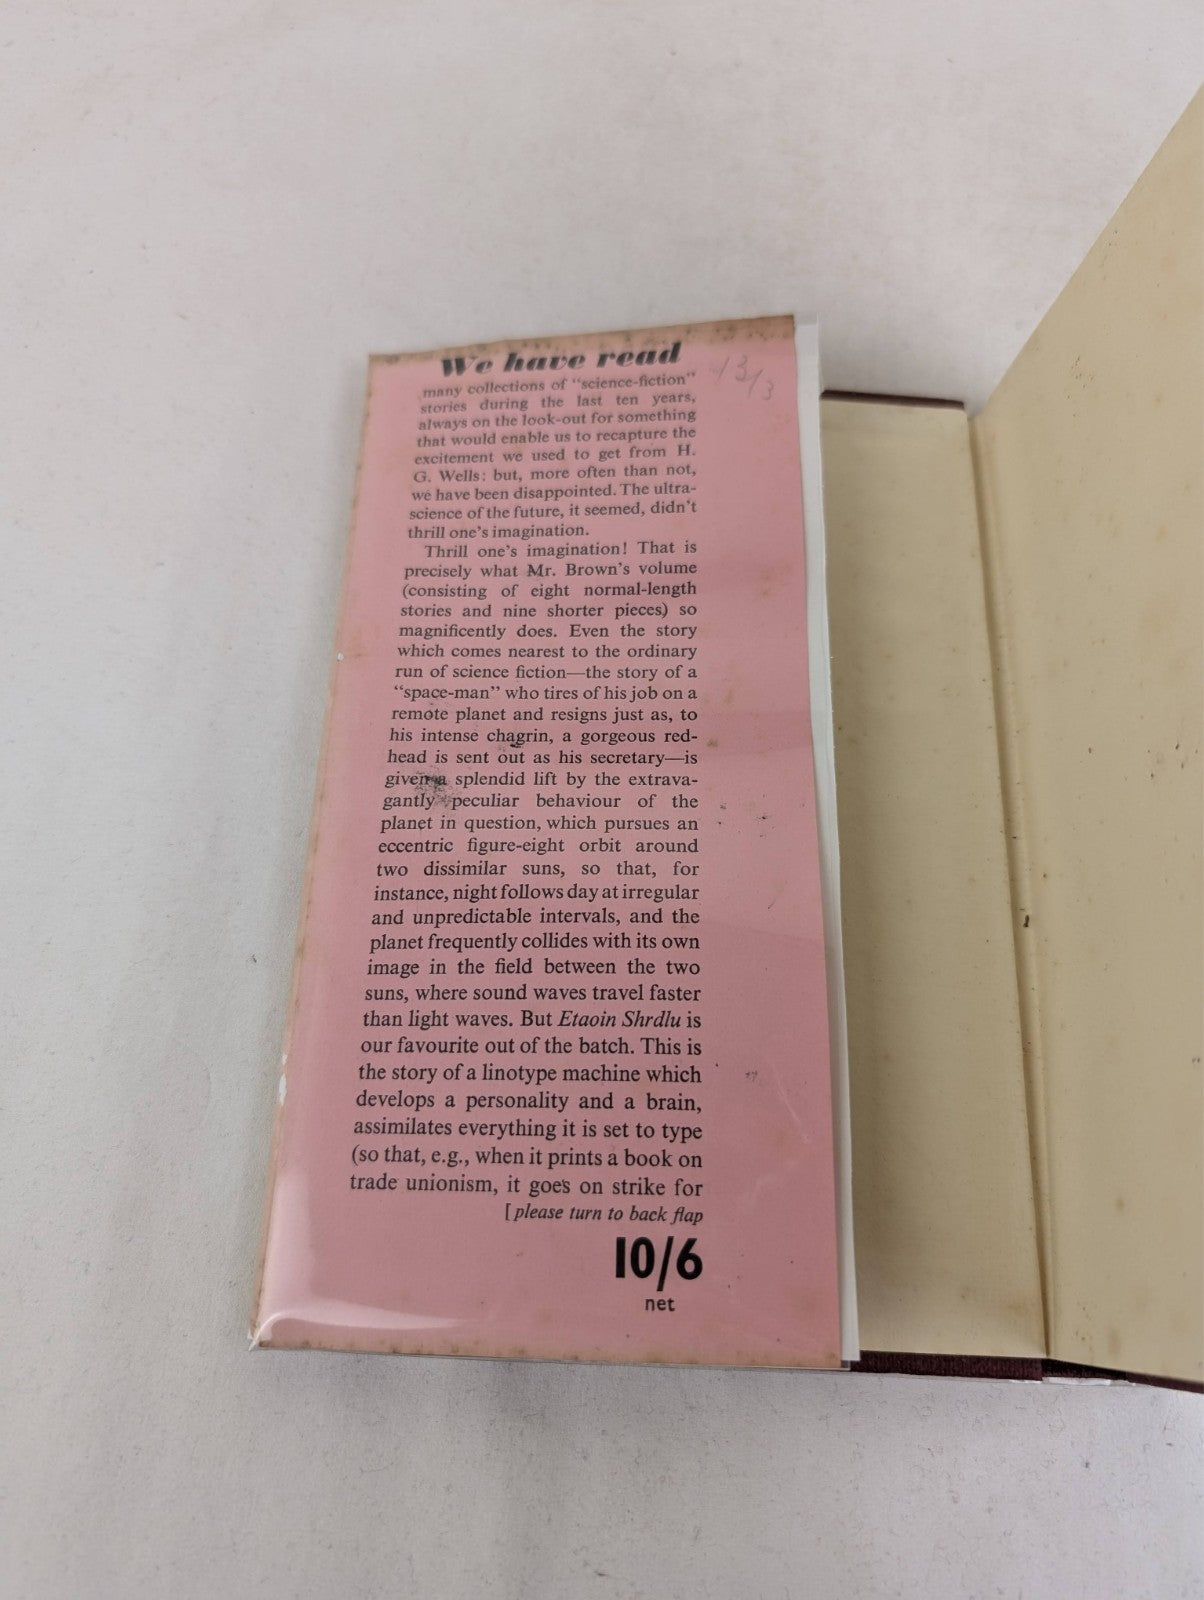 We have read
many collections of "science-fiction"
stories during the last ten years,
always on the look-out for something
that would enable us to recapture the
excitement we used to get from H.
G. Wells: but, more often than not,
we have been disappointed. The ultra-
science of the future, it seemed, didn't
thrill one's imagination.
Thrill one's imagination! That is
precisely what Mr. Brown's volume
(consisting of eight normal-length
stories and nine shorter pieces) so
magnificently does. Even the story
which comes nearest to the ordinary
run of science fiction—the story of a
"space-man" who tires of his job on a
remote planet and resigns just as, to
his intense chagrin, a gorgeous red-
head is sent out as his secretary—is
given a splendid lift by the extrava-
gantly peculiar behaviour of the
planet in question, which pursues an
eccentric figure-eight orbit around
two dissimilar suns, so that, for
instance, night follows day at irregular
and unpredictable intervals, and the
planet frequently collides with its own
image in the field between the two
suns, where sound waves travel faster
than light waves. But Etaoin Shrdlu is
our favourite out of the batch. This is
the story of a linotype machine which
develops a personality and a brain,
assimilates everything it is set to type
(so that, e.g., when it prints a book on
trade unionism, it goes on strike for
[please turn to back flap
10/6
net